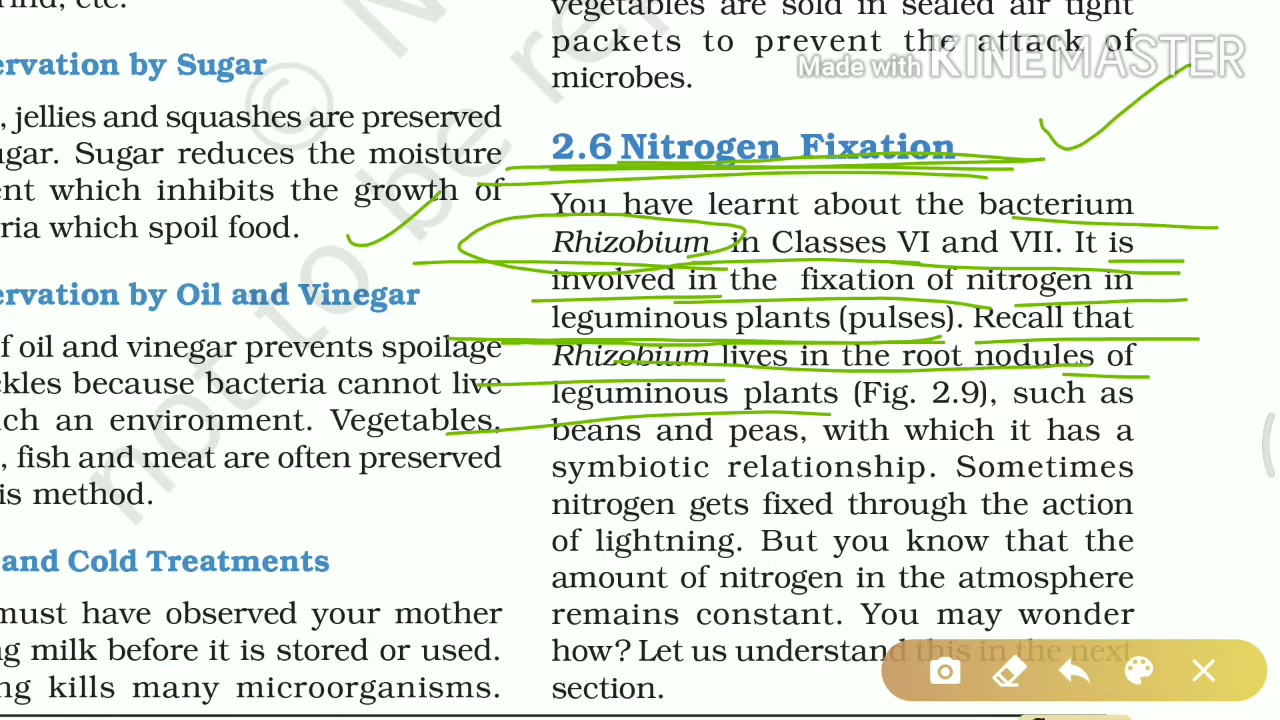 rind, etc.
ervation by Sugar
, jellies and squashes are preserved
ugar. Sugar reduces the moisture
ent which inhibits the growth of
ria which spoil food.
ervation by Oil and Vinegar
f oil and vinegar prevents spoilage
kles because bacteria cannot live
ch an environment. Vegetables,
, fish and meat are often preserved
is method.
and Cold Treatments
must have observed your mother
ng milk before it is stored or used.
ng kills many microorganisms.
vegetables are sold in sealed air tight
packets to prevent the attack of
microbes.
Made with KINEMASTER
2.6 Nitrogen Fixation
You have learnt about the bacterium
Rhizobium in Classes VI and VII. It is
involved in the fixation of nitrogen in
leguminous plants (pulses). Recall that
Rhizobium lives in the root nodules of
leguminous plants (Fig. 2.9), such as
beans and peas, with which it has a
symbiotic relationship. Sometimes
nitrogen gets fixed through the action
of lightning. But you know that the
amount of nitrogen in the atmosphere
remains constant. You may wonder
how? Let us understand this in the next
section.
© N
not to be re